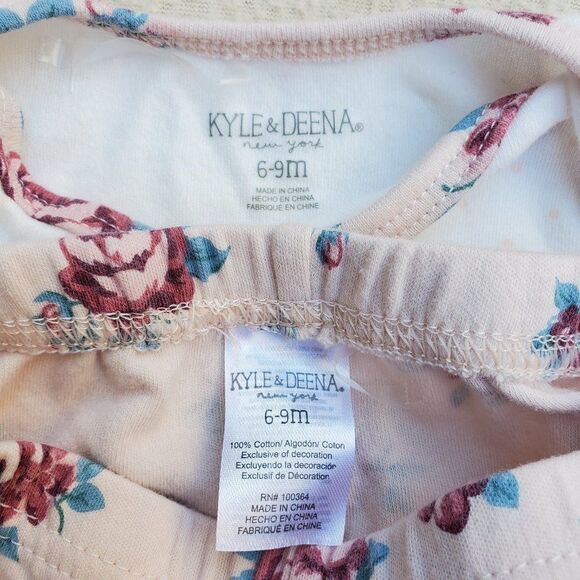 KYLE & DEENA®
new york
6-9m
MADE IN CHINA
HECHO EN CHINA
FABRIQUÉ EN CHINE
KYLE & DEENA®
new york
6-9m
100% Cotton/ Algodón/ Coton
Exclusive of decoration
Excluyendo la decoración
Exclusif de Décoration
RN# 100364
MADE IN CHINA
HECHO EN CHINA
FABRIQUÉ EN CHINE